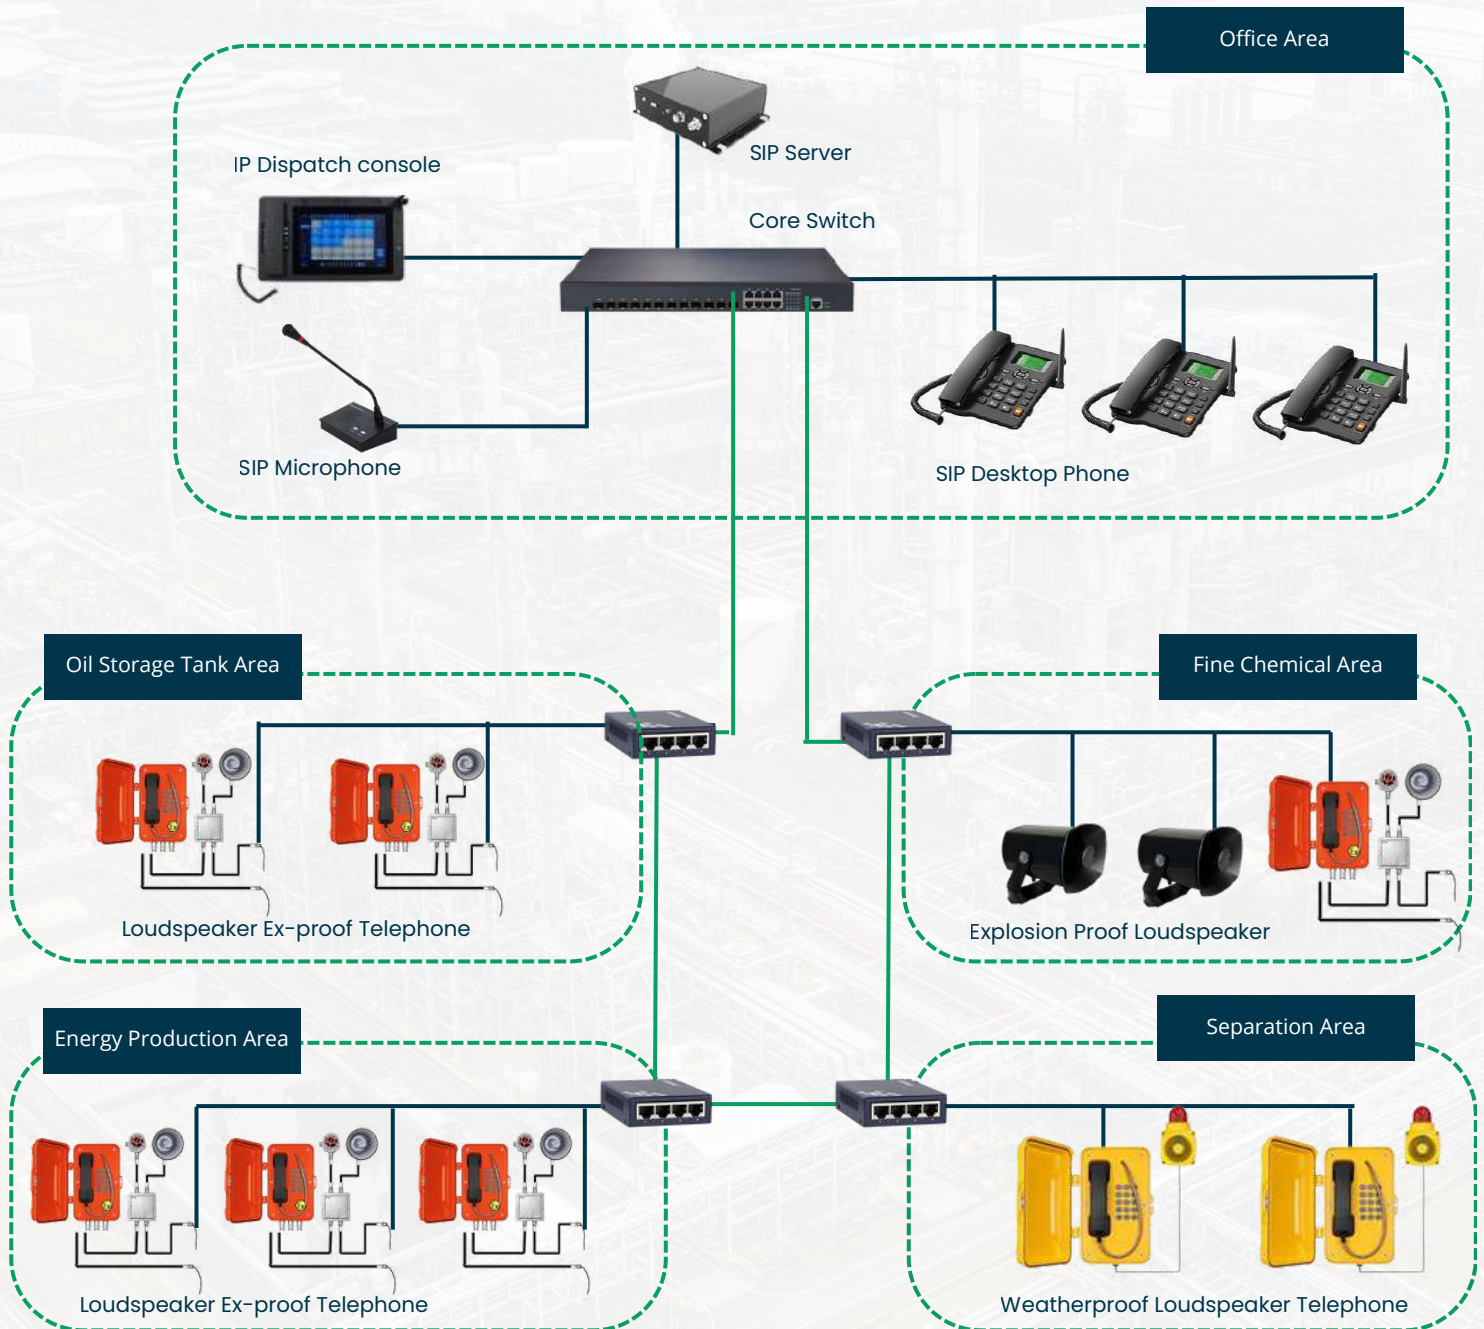 Office Area
SIP Server
IP Dispatch console
Core Switch
SIP Microphone
SIP Desktop Phone
Oil Storage Tank Area
Fine Chemical Area
Loudspeaker Ex-proof Telephone
Explosion Proof Loudspeaker
Energy Production Area
Separation Area
Loudspeaker Ex-proof Telephone
Weatherproof Loudspeaker Telephone